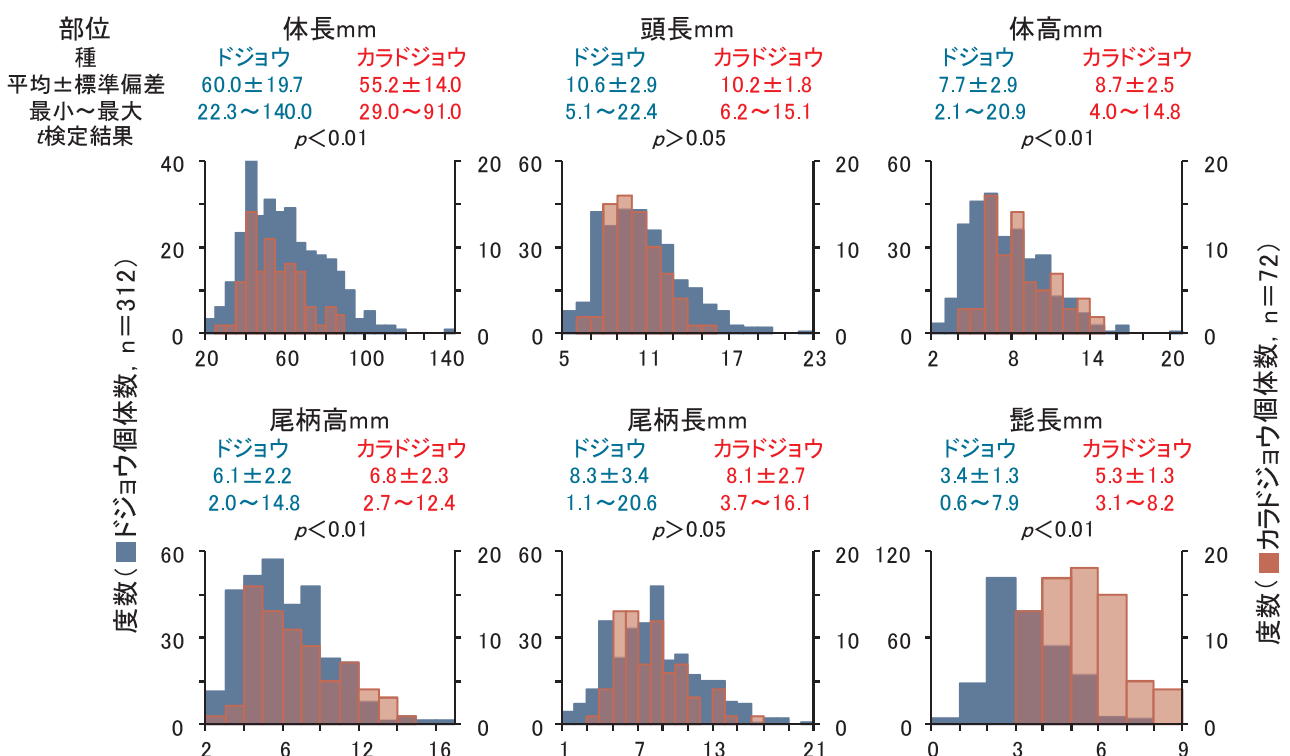 部位
種
平均±標準偏差
最小～最大
t検定結果
体長mm
ドジョウ カラドジョウ
60.0±19.7 55.2±14.0
22.3～140.0 29.0～91.0
p＜0.01
40 20
20 10
0 0
20 60 100 140
頭長mm
ドジョウ カラドジョウ
10.6±2.9 10.2±1.8
5.1～22.4 6.2～15.1
p＞0.05
60 20
30 10
0 0
5 11 17 23
体高mm
ドジョウ カラドジョウ
7.7±2.9 8.7±2.5
2.1～20.9 4.0～14.8
p＜0.01
60 20
30 10
0 0
2 8 14 20
尾柄高mm
ドジョウ カラドジョウ
6.1±2.2 6.8±2.3
2.0～14.8 2.7～12.4
p＜0.01
60 20
30 10
0 0
2 6 12 16
尾柄長mm
ドジョウ カラドジョウ
8.3±3.4 8.1±2.7
1.1～20.6 3.7～16.1
p＞0.05
60 20
30 10
0 0
1 7 13 21
髭長mm
ドジョウ カラドジョウ
3.4±1.3 5.3±1.3
0.6～7.9 3.1～8.2
p＜0.01
120 20
60 10
0 0
0 3 6 9
度数(■ドジョウ個体数, n＝312)
度数(■カラドジョウ個体数, n＝72)